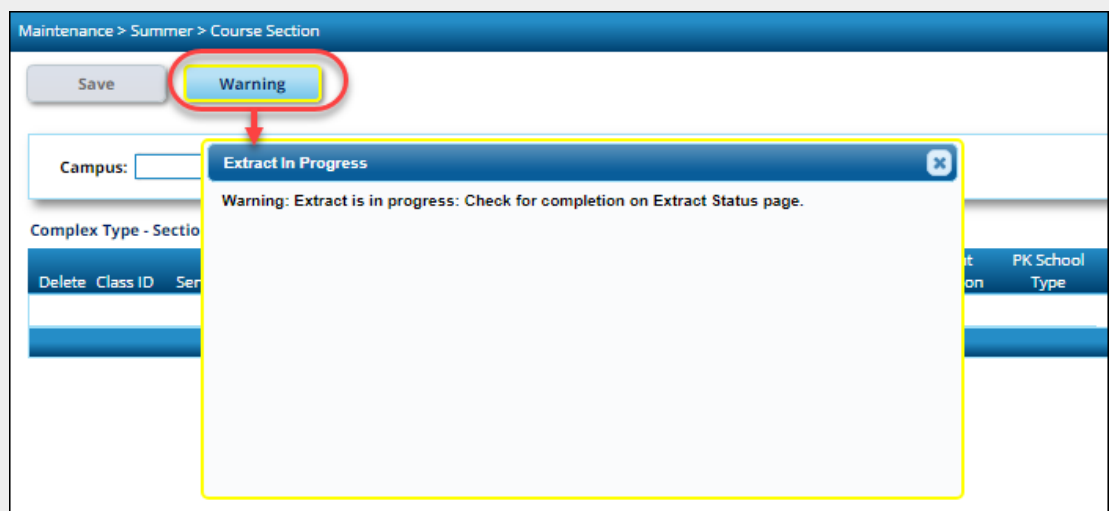 Maintenance > Summer > Course Section
Save
Warning
Campus:
Extract In Progress
Warning: Extract is in progress: Check for completion on Extract Status page.
Complex Type - Sectio
Delete Class ID Ser
PK School
Type